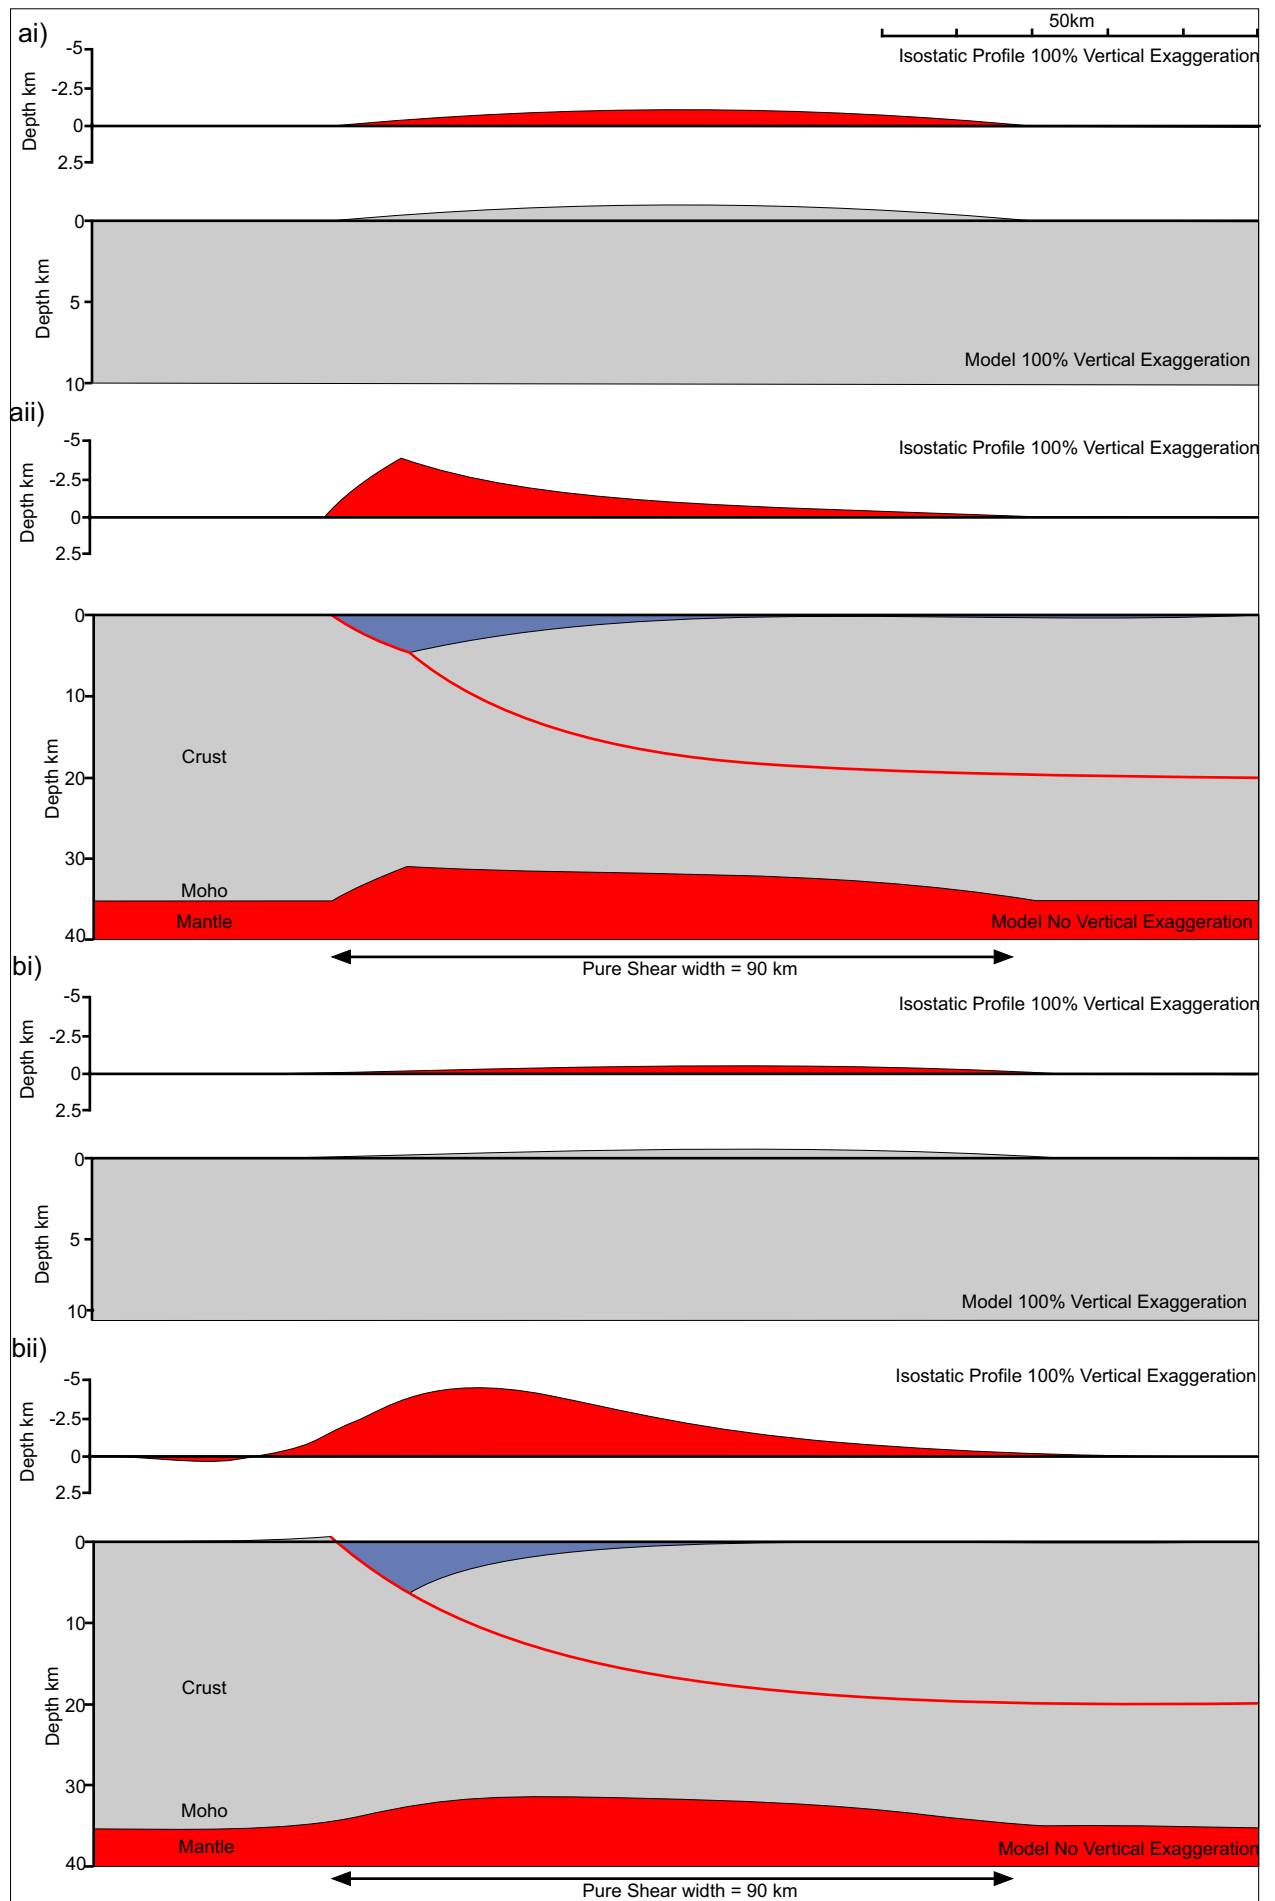 ai)
50km
Isostatic Profile 100% Vertical Exaggeration
-5
-2.5
0
2.5
Depth km
0
5
10
Depth km
Model 100% Vertical Exaggeration
aii)
Isostatic Profile 100% Vertical Exaggeration
-5
-2.5
0
2.5
Depth km
0
10
20
30
40
Depth km
Crust
Moho
Mantle
Model No Vertical Exaggeration
Pure Shear width = 90 km
bi)
Isostatic Profile 100% Vertical Exaggeration
-5
-2.5
0
2.5
Depth km
0
5
10
Depth km
Model 100% Vertical Exaggeration
bii)
Isostatic Profile 100% Vertical Exaggeration
-5
-2.5
0
2.5
Depth km
0
10
20
30
40
Depth km
Crust
Moho
Mantle
Model No Vertical Exaggeration
Pure Shear width = 90 km